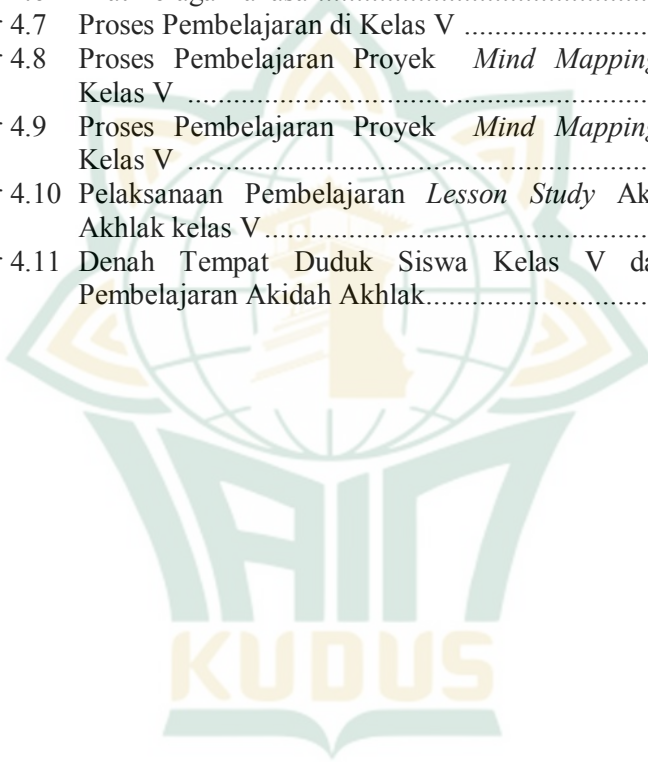 4.7 Proses Pembelajaran di Kelas V ........................
4.8 Proses Pembelajaran Proyek Mind Mapping
Kelas V ........................................................
4.9 Proses Pembelajaran Proyek Mind Mapping
Kelas V ........................................................
4.10 Pelaksanaan Pembelajaran Lesson Study
Akhlak kelas V ..............................................
4.11 Denah Tempat Duduk Siswa Kelas V
Pembelajaran Akidah Akhlak...........................
IAIN
KUDUS